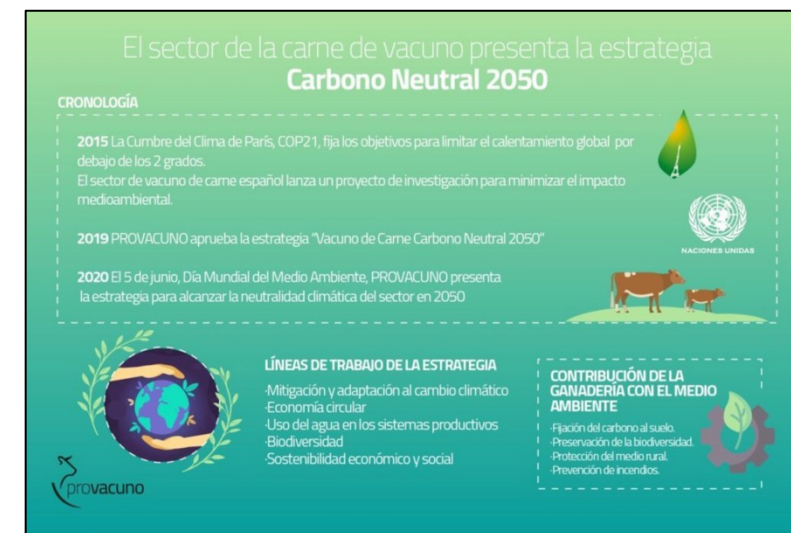 El sector de la carne de vacuno presenta la estrategia
Carbono Neutral 2050
CRONOLOGÍA
2015 La Cumbre del Clima de París, COP21, fija los objetivos para limitar el calentamiento global por
debajo de los 2 grados.
El sector de vacuno de carne español lanza un proyecto de investigación para minimizar el impacto
medioambiental.
2019 PROVACUNO aprueba la estrategia "Vacuno de Carne Carbono Neutral 2050"
2020 El 5 de junio, Día Mundial del Medio Ambiente, PROVACUNO presenta
la estrategia para alcanzar la neutralidad climática del sector en 2050
NACIONES UNIDAS
LÍNEAS DE TRABAJO DE LA ESTRATEGIA
·Mitigación y adaptación al cambio climático
·Economía circular
·Uso del agua en los sistemas productivos
·Biodiversidad
·Sostenibilidad económico y social
CONTRIBUCIÓN DE LA
GANADERÍA CON EL MEDIO
AMBIENTE
·Fijación del carbono al suelo.
·Preservación de la biodiversidad.
·Protección del medio rural.
·Prevención de incendios.
provacuno